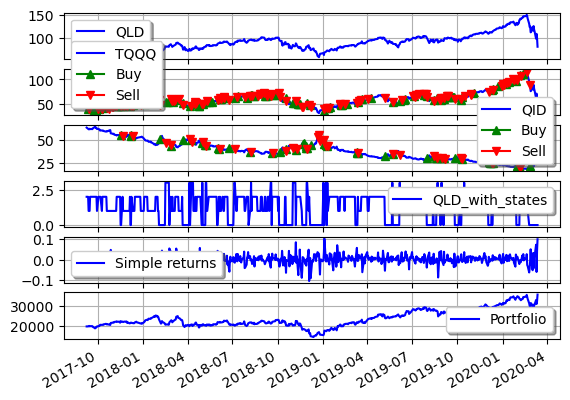 150
100
QLD
TQQQ
Buy
Sell
100
50
QID
Buy
Sell
50
25
2.5
0.0
QLD_with_states
0.1
0.0
−0.1
Simple returns
30000
20000
Portfolio
2017-10
2018-01
2018-04
2018-07
2018-10
2019-01
2019-04
2019-07
2019-10
2020-01
2020-04